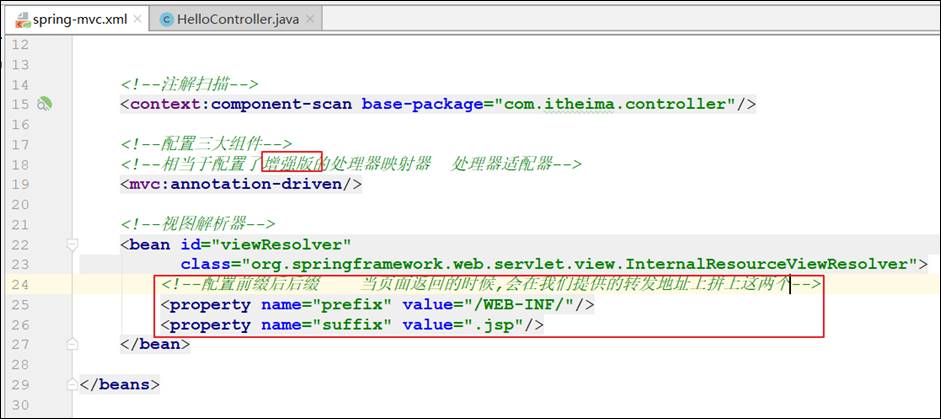 spring-mvc.xml × HelloController.java ×
12
13
14 <!--注解扫描-->
15 <context:component-scan base-package="com.itheima.controller"/>
16
17 <!--配置三大组件-->
18 <!--相当于配置了增强版的处理器映射器 处理器适配器-->
19 <mvc:annotation-driven/>
20
21 <!--视图解析器-->
22 <bean id="viewResolver"
23 class="org.springframework.web.servlet.view.InternalResourceViewResolver">
24 <!--配置前缀后后缀 当页面返回的时候,会在我们提供的转发地址上拼上这两个-->
25 <property name="prefix" value="/WEB-INF/"/>
26 <property name="suffix" value=".jsp"/>
27 </bean>
28
29 </beans>
30